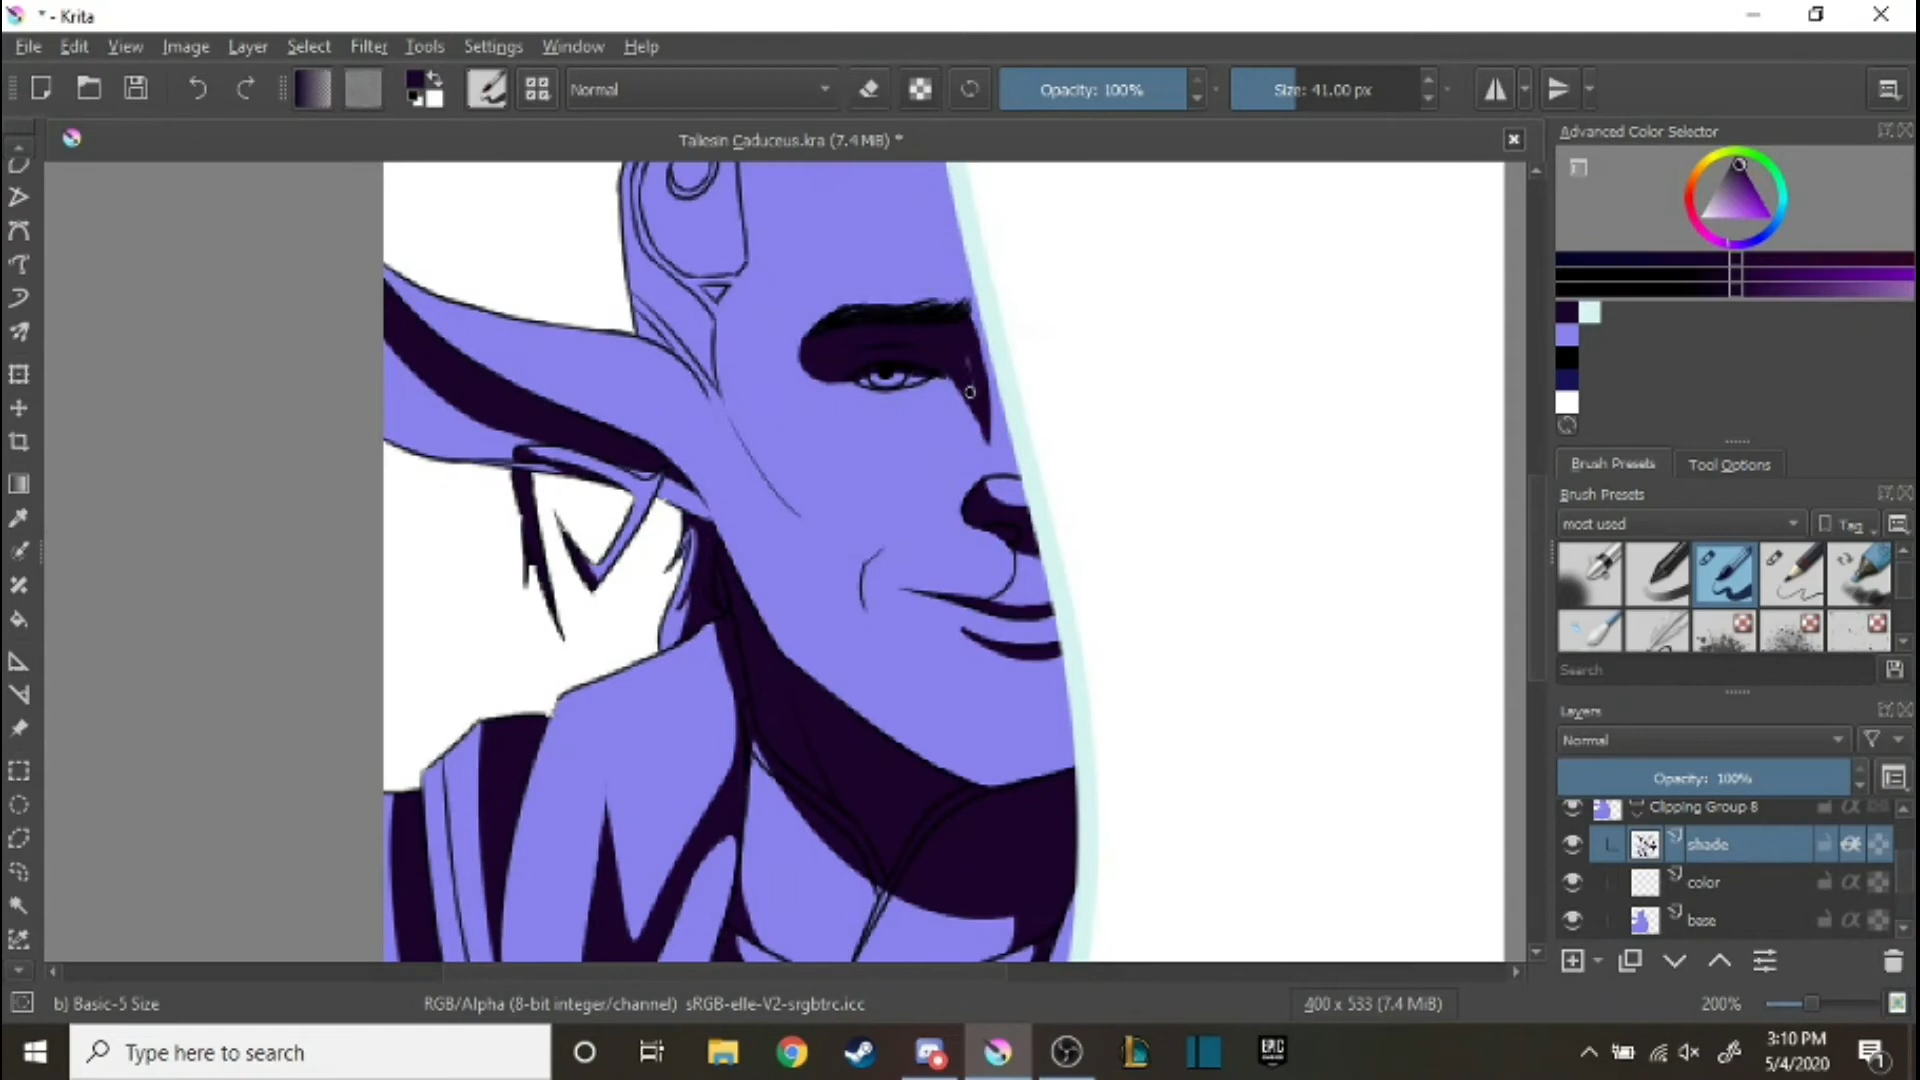 * - Krita
File Edit View Image Layer Select Filter Tools Settings Window Help
Normal
Opacity: 100%
Size: 41.00 px
Taliesin Caduceus.kra (7.4 MiB) *
Advanced Color Selector
Brush Presets
Tool Options
Brush Presets
most used
Tag
Search
Layers
Normal
Opacity: 100%
Clipping Group 8
shade
color
base
b) Basic-5 Size
RGB/Alpha (8-bit integer/channel) sRGB-elle-V2-srgbtrc.icc
400 x 533 (7.4 MiB)
200%
Type here to search
EPIC
GAMES
3:10 PM
5/4/2020
1